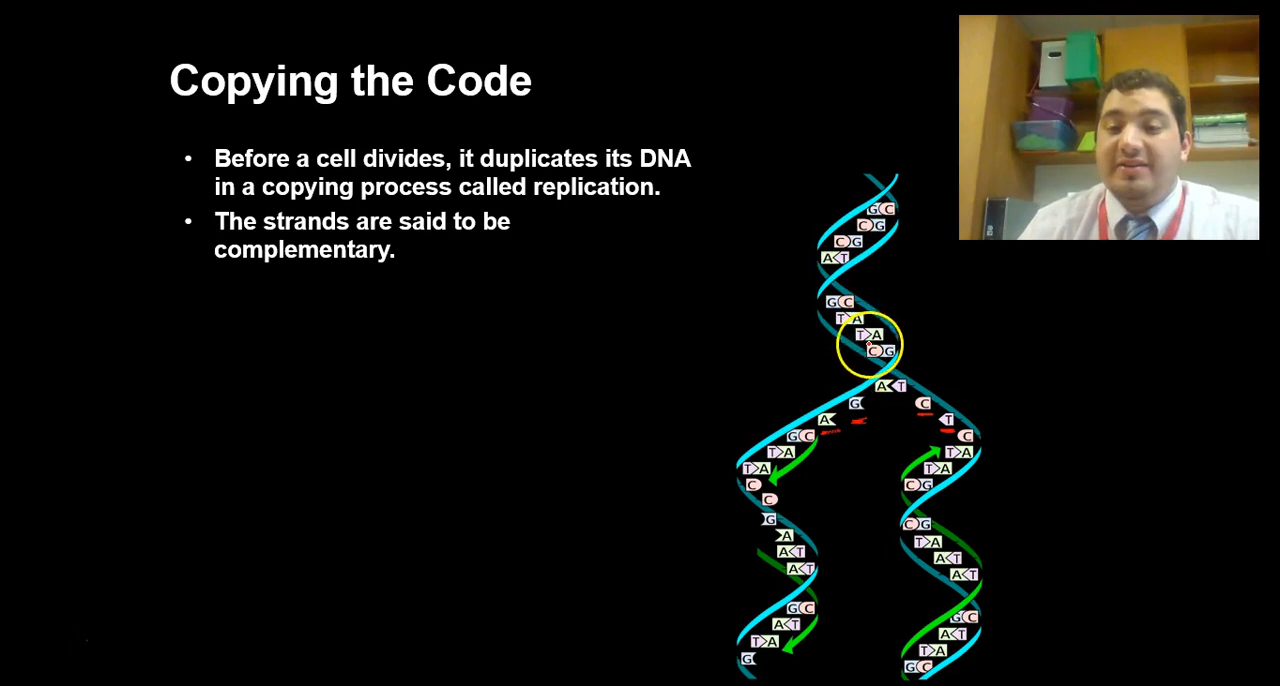 Copying the Code
• Before a cell divides, it duplicates its DNA
in a copying process called replication.
• The strands are said to be
complementary.
G C
C G
C G
A T
G C
T A
T A
C G
A T
G C
A T
G C C
T A T A
T A T A
C C G
C
G C G
A T A
A T A T
A T A T
G C G C
A T A T
T A T A
G G C